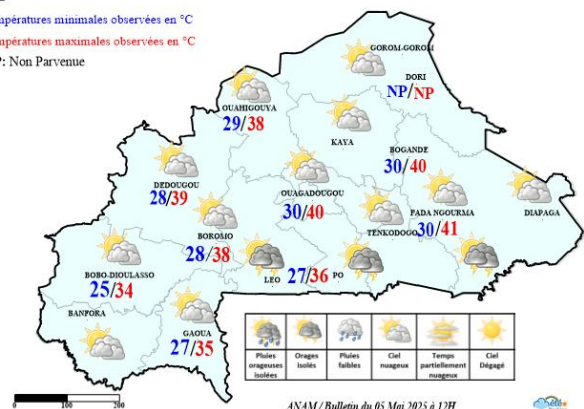 empératures minimales observées en °C
empératures maximales observées en °C
P: Non Parvenue
GOROM-GOROM
DORI
NP/NP
OUAHIGOUYA
29/38
KAYA
BOGANDE
30/40
DEDOUGOU
28/39
OUAGADOUGOU
30/40
FADA NGOURMA
30/41
DIAPAGA
TENKODOGO
BOROMO
28/38
BOBO-DIOULASSO
25/34
LEO
27/36
PO
BANFORA
GAOUA
27/35
Pluies orageuses isolées
Orages isolés
Pluies faibles
Ciel nuageux
Temps partiellement nuageux
Ciel Dégagé
0 100 200
ANAM / Bulletin du 05 Mai 2025 à 12H